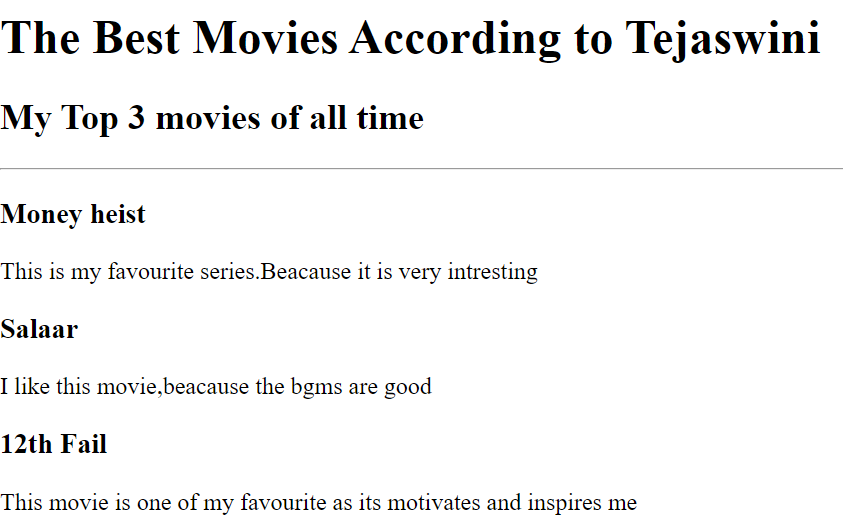 The Best Movies According to Tejaswini
My Top 3 movies of all time
Money heist
This is my favourite series.Beacause it is very intresting
Salaar
I like this movie,beacause the bgms are good
12th Fail
This movie is one of my favourite as its motivates and inspires me